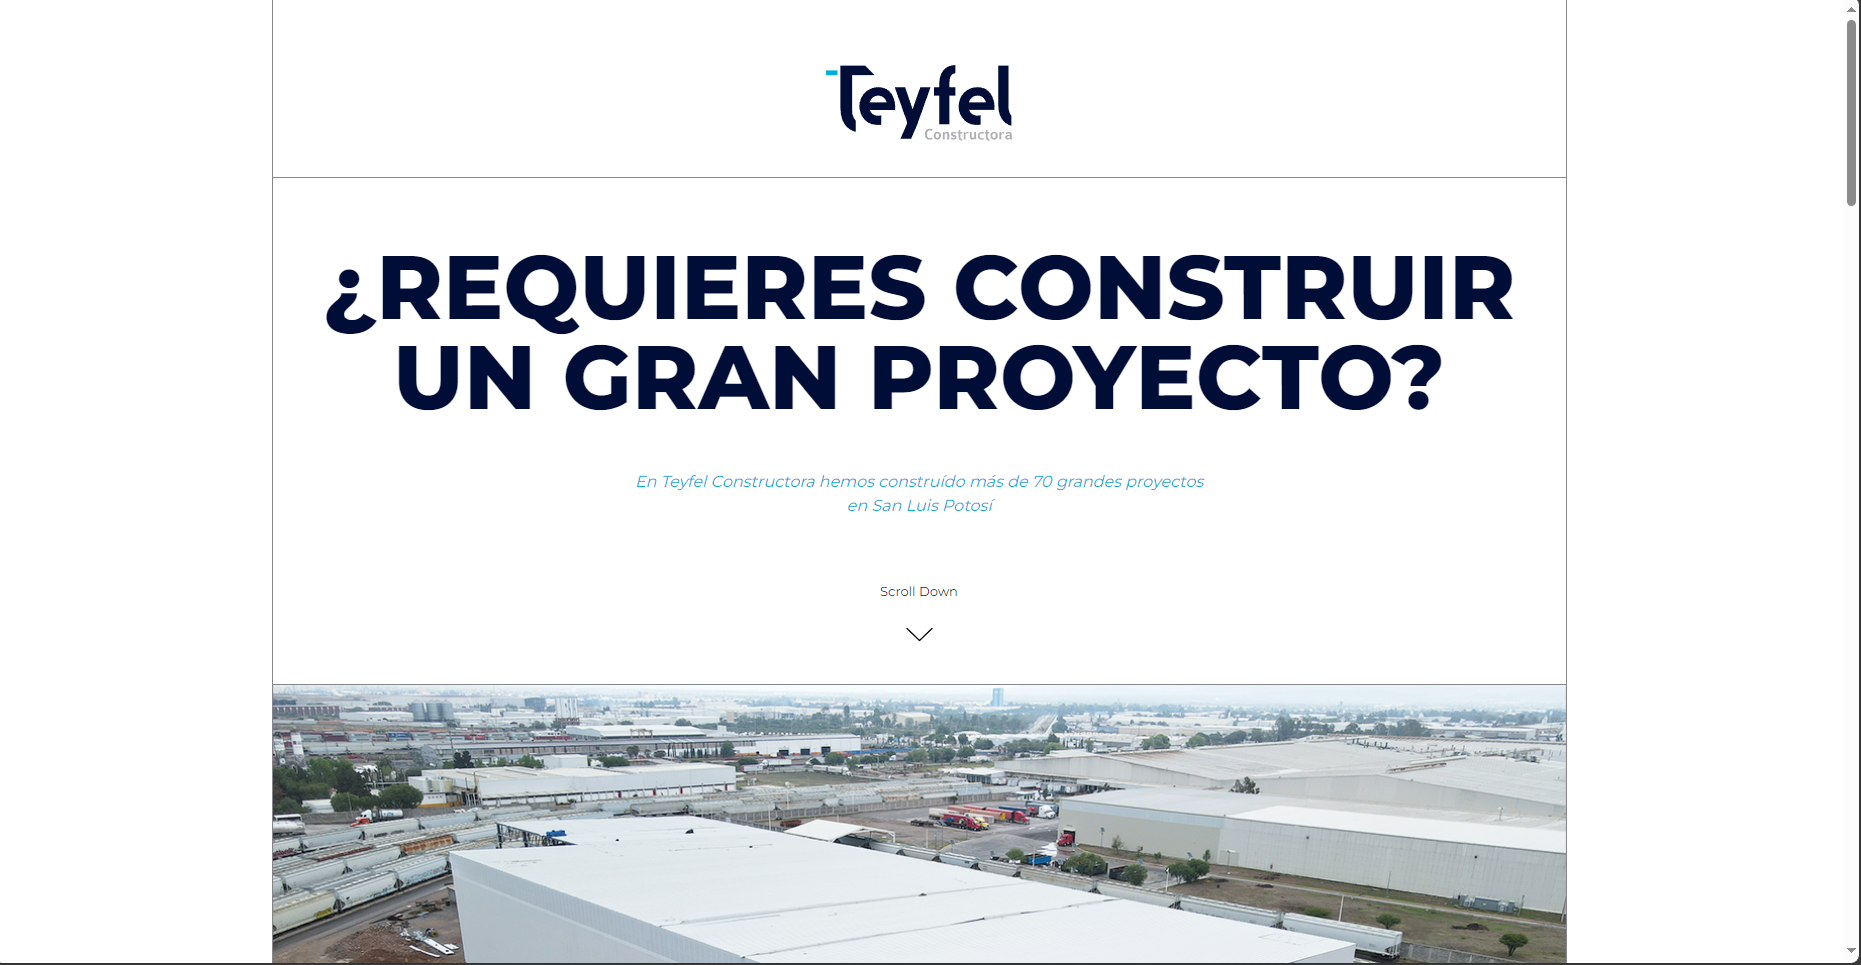 Teyfel
Constructora
¿REQUIERES CONSTRUIR
UN GRAN PROYECTO?
En Teyfel Constructora hemos construído más de 70 grandes proyectos
en San Luis Potosí
Scroll Down